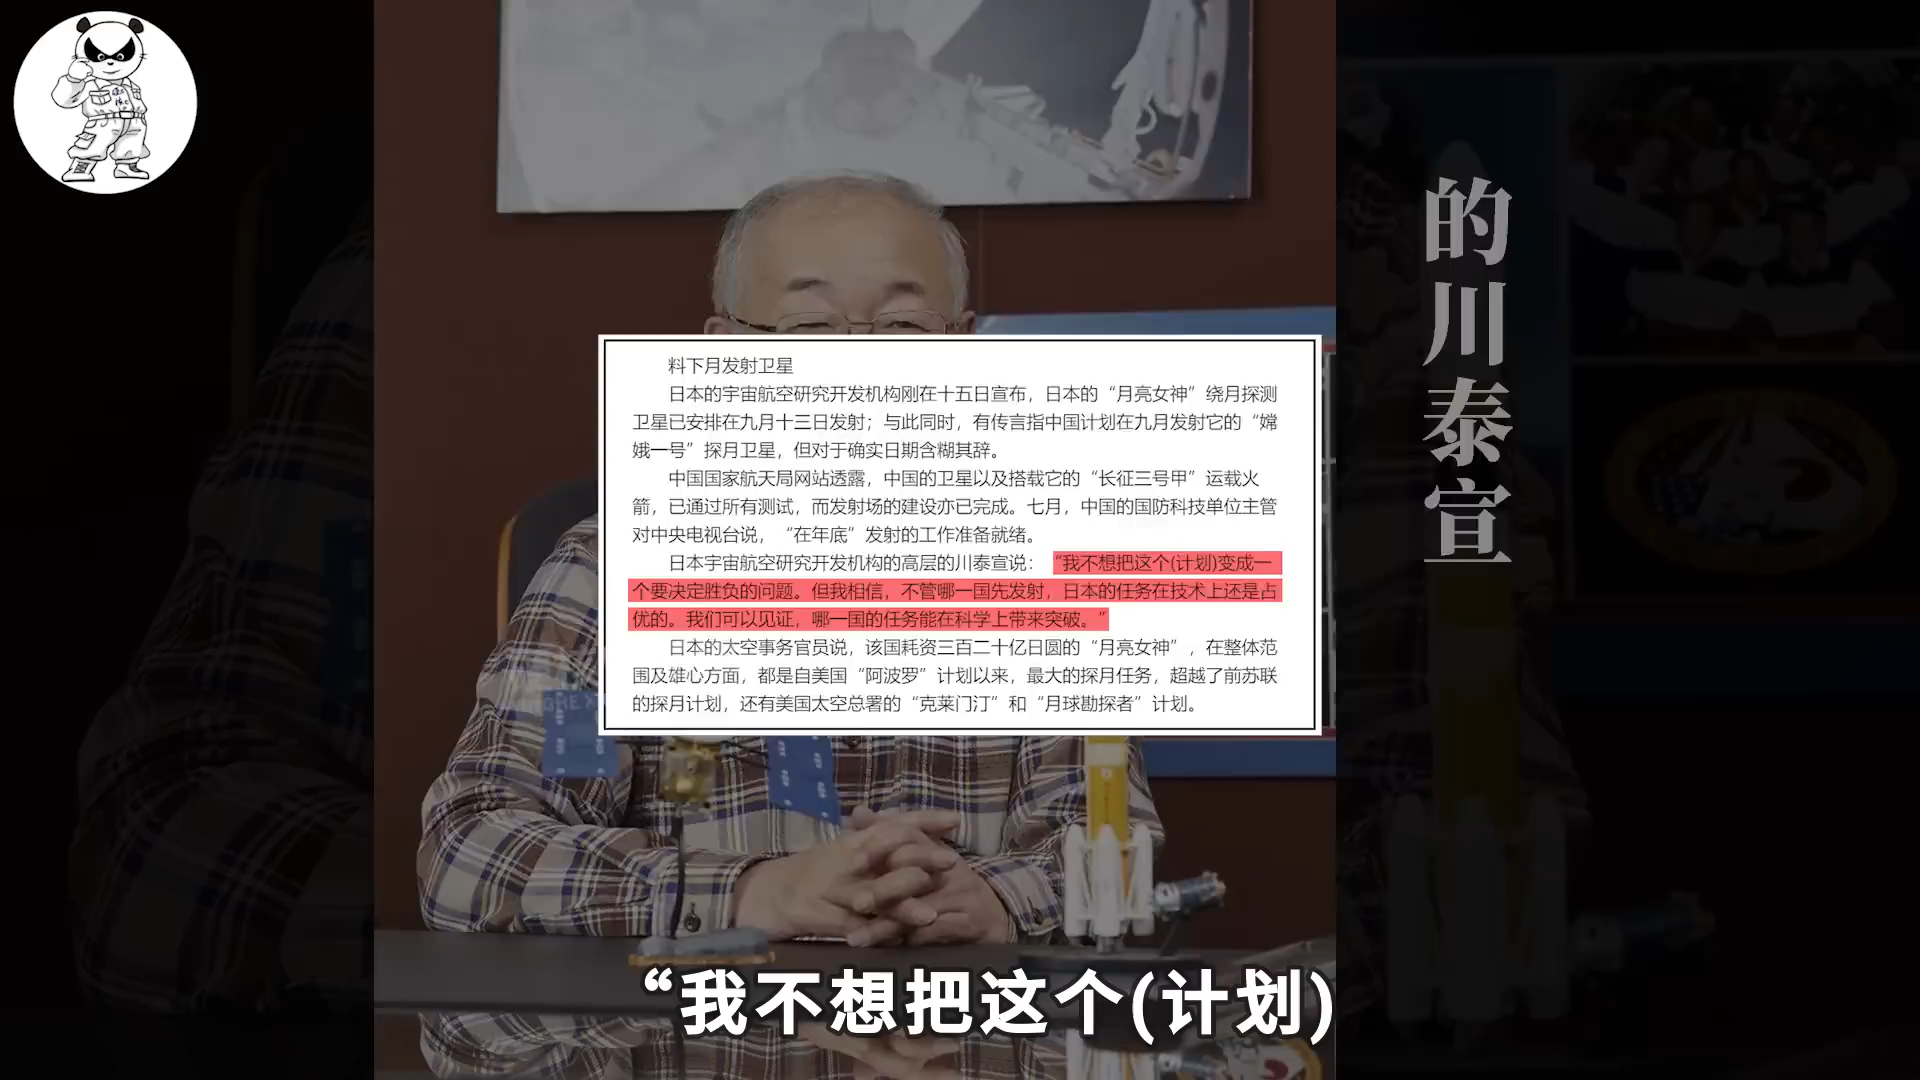 的川泰宣
料下月发射卫星
日本的宇宙航空研究开发机构刚在十五日宣布，日本的“月亮女神”绕月探测
卫星已安排在九月十三日发射；与此同时，有传言指中国计划在九月发射它的“嫦
娥一号”探月卫星，但对于确实日期含糊其辞。
中国国家航天局网站透露，中国的卫星以及搭载它的“长征三号甲”运载火
箭，已通过所有测试，而发射场的建设亦已完成。七月，中国的国防科技单位主管
对中央电视台说，“在年底”发射的工作准备就绪。
日本宇宙航空研究开发机构的高层的川泰宣说：“我不想把这个(计划)变成一
个要决定胜负的问题。但我相信，不管哪一国先发射，日本的任务在技术上还是占
优的。我们可以见证，哪一国的任务能在科学上带来突破。”
日本的太空事务官员说，该国耗资三百二十亿日圆的“月亮女神”，在整体范
围及雄心方面，都是自美国“阿波罗”计划以来，最大的探月任务，超越了前苏联
的探月计划，还有美国太空总署的“克莱门汀”和“月球勘探者”计划。
“我不想把这个(计划)